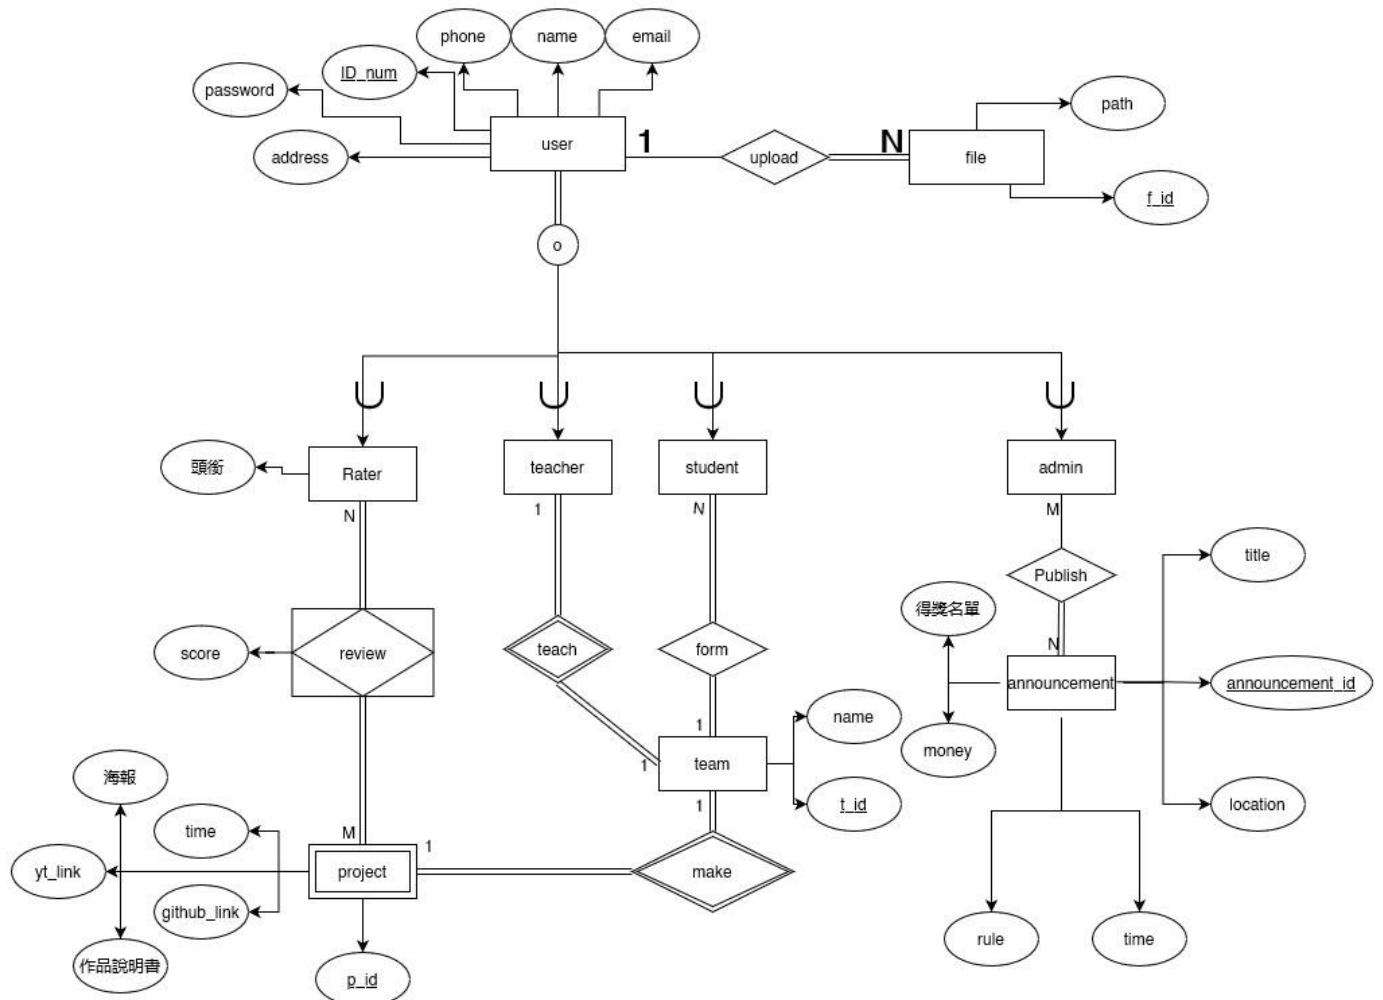 phone
name
email
ID_num
password
address
user
1
upload
N
file
path
f_id
o
U
U
U
U
頭銜
Rater
teacher
student
admin
N
1
N
M
Publish
title
得獎名單
score
review
teach
form
N
announcement
announcement_id
name
1
1
team
money
海報
t_id
location
time
1
M
1
yt_link
project
make
github_link
rule
time
作品說明書
p_id